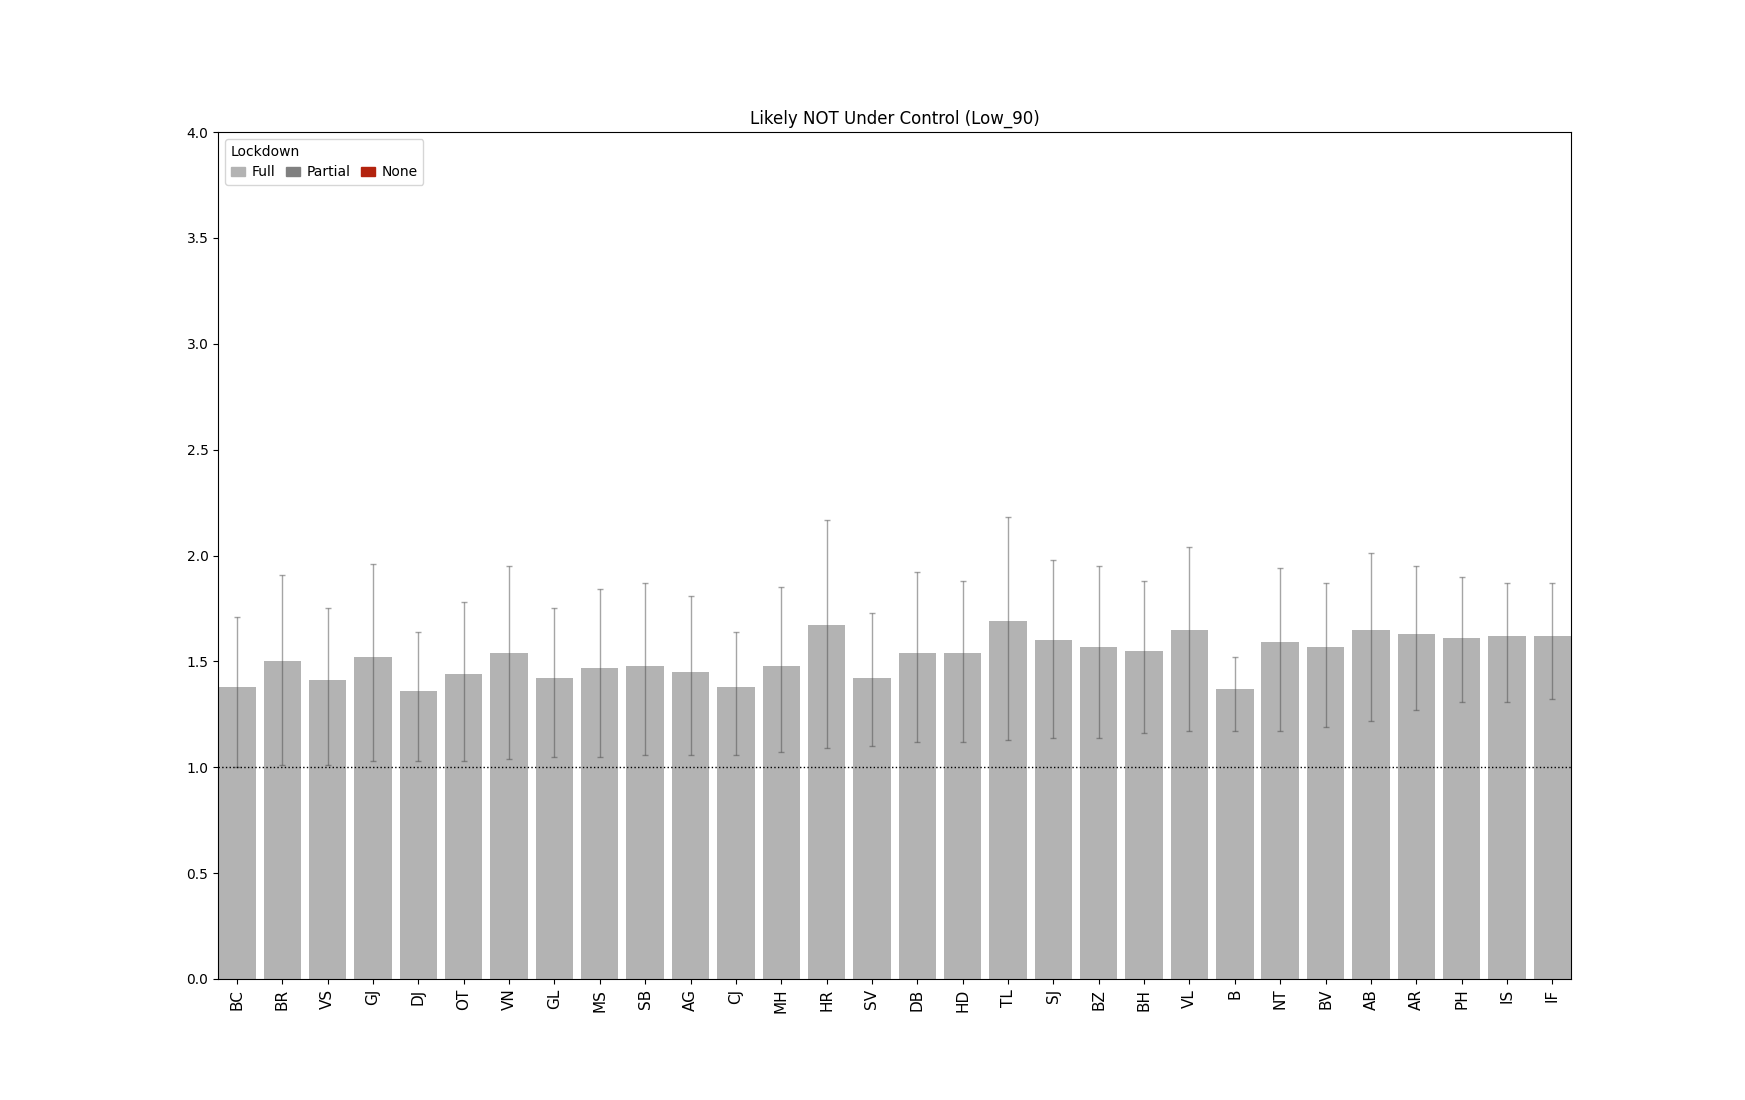 Likely NOT Under Control (Low_90)
4.0
Lockdown
Full Partial None
3.5
3.0
2.5
2.0
1.5
1.0
0.5
0.0
BC BR VS GJ DJ OT VN GL MS SB AG CJ MH HR SV DB HD TL SJ BZ BH VL B NT BV AB AR PH IS IF